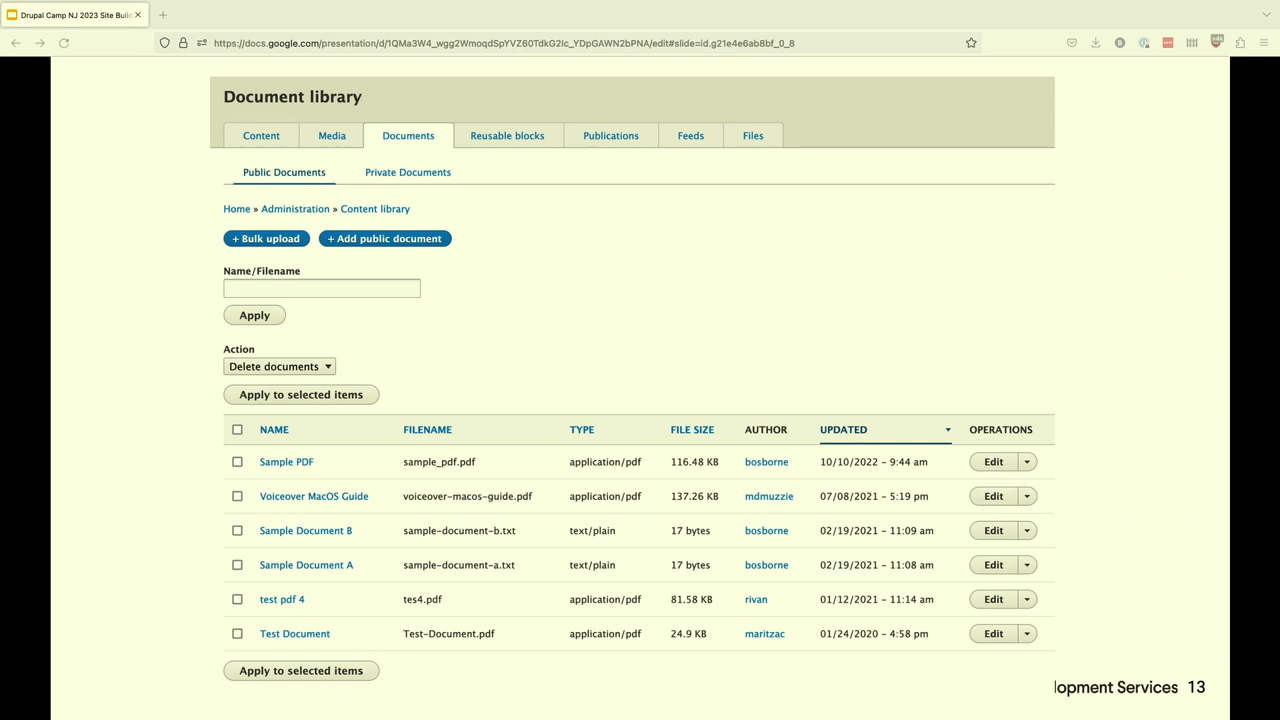 Drupal Camp NJ 2023 Site Buil
https://docs.google.com/presentation/d/1QMa3W4_wgg2WmoqdSpYVZ60TdkG2lc_YDpGAWN2bPNA/edit#slide=id.g21e4e6ab8bf_0_8
Document library
Content Media Documents Reusable blocks Publications Feeds Files
Public Documents Private Documents
Home » Administration » Content library
+ Bulk upload + Add public document
Name/Filename
Apply
Action
Delete documents
Apply to selected items
NAME FILENAME TYPE FILE SIZE AUTHOR UPDATED OPERATIONS
Sample PDF sample_pdf.pdf application/pdf 116.48 KB bosborne 10/10/2022 – 9:44 am Edit
Voiceover MacOS Guide voiceover-macos-guide.pdf application/pdf 137.26 KB mdmuzzie 07/08/2021 – 5:19 pm Edit
Sample Document B sample-document-b.txt text/plain 17 bytes bosborne 02/19/2021 – 11:09 am Edit
Sample Document A sample-document-a.txt text/plain 17 bytes bosborne 02/19/2021 – 11:08 am Edit
test pdf 4 tes4.pdf application/pdf 81.58 KB rivan 01/12/2021 – 11:14 am Edit
Test Document Test-Document.pdf application/pdf 24.9 KB maritzac 01/24/2020 – 4:58 pm Edit
Apply to selected items
lopment Services 13